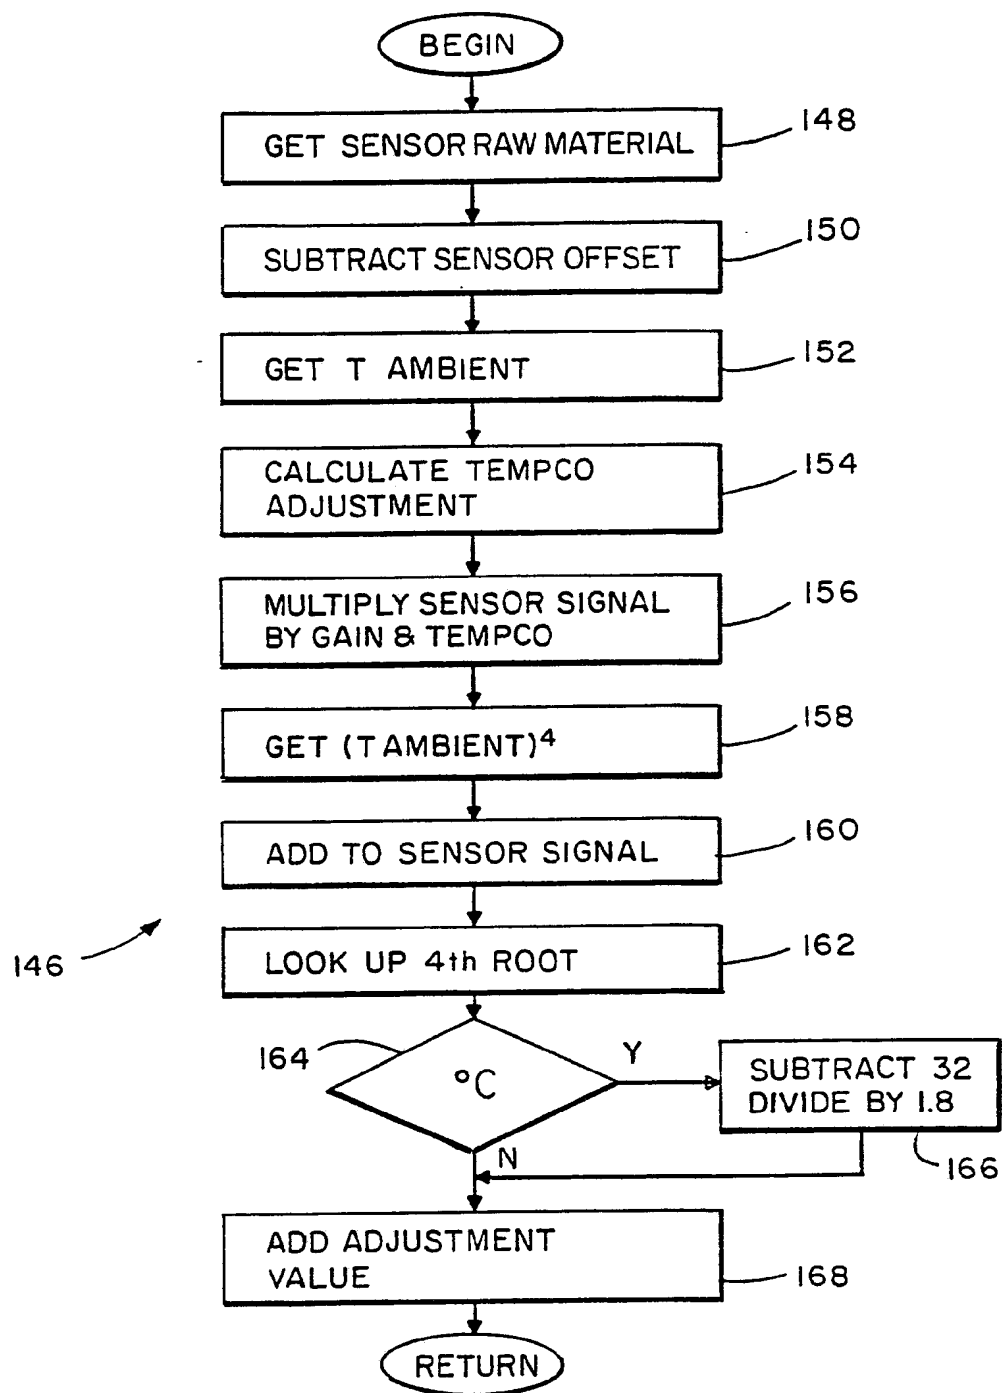 BEGIN
GET SENSOR RAW MATERIAL
148
SUBTRACT SENSOR OFFSET
150
GET T AMBIENT
152
CALCULATE TEMPCO
ADJUSTMENT
154
MULTIPLY SENSOR SIGNAL
BY GAIN & TEMPCO
156
GET (T AMBIENT)⁴
158
ADD TO SENSOR SIGNAL
160
146
LOOK UP 4th ROOT
162
164
°C
Y
SUBTRACT 32
DIVIDE BY 1.8
166
N
ADD ADJUSTMENT
VALUE
168
RETURN